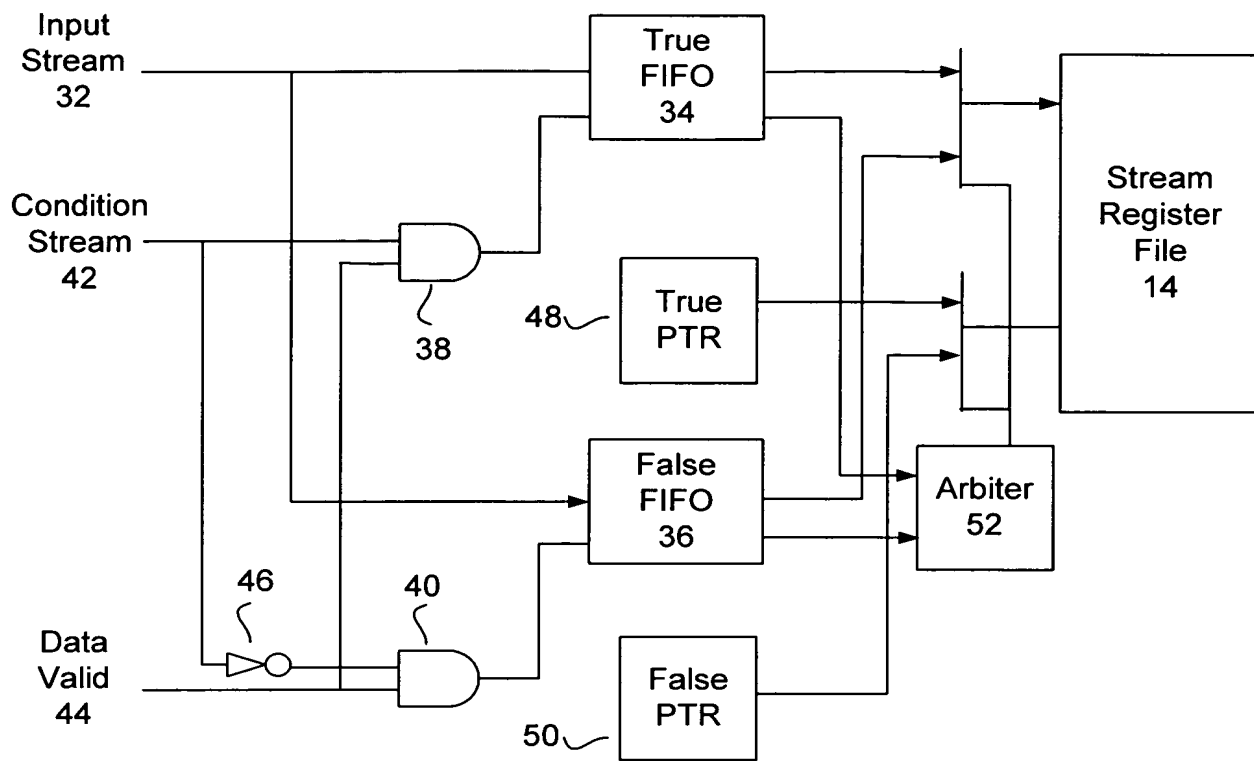 Input
Stream
32
True
FIFO
34
Condition
Stream
42
38
Stream
Register
File
14
48
True
PTR
False
FIFO
36
Arbiter
52
46
40
Data
Valid
44
False
PTR
50